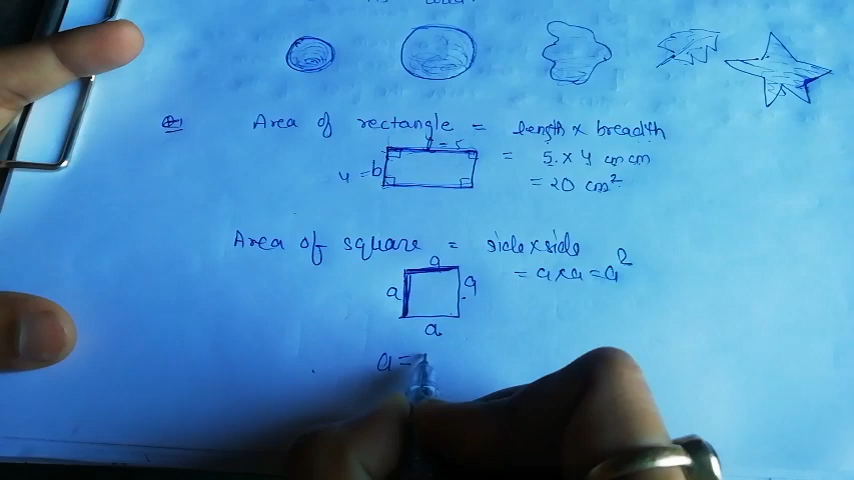 area
Area of rectangle = length × breadth
l = 5
4 = b
= 5 × 4 cm cm
= 20 cm²
Area of square = side × side
= a × a = a²
a
a
a
a
a =